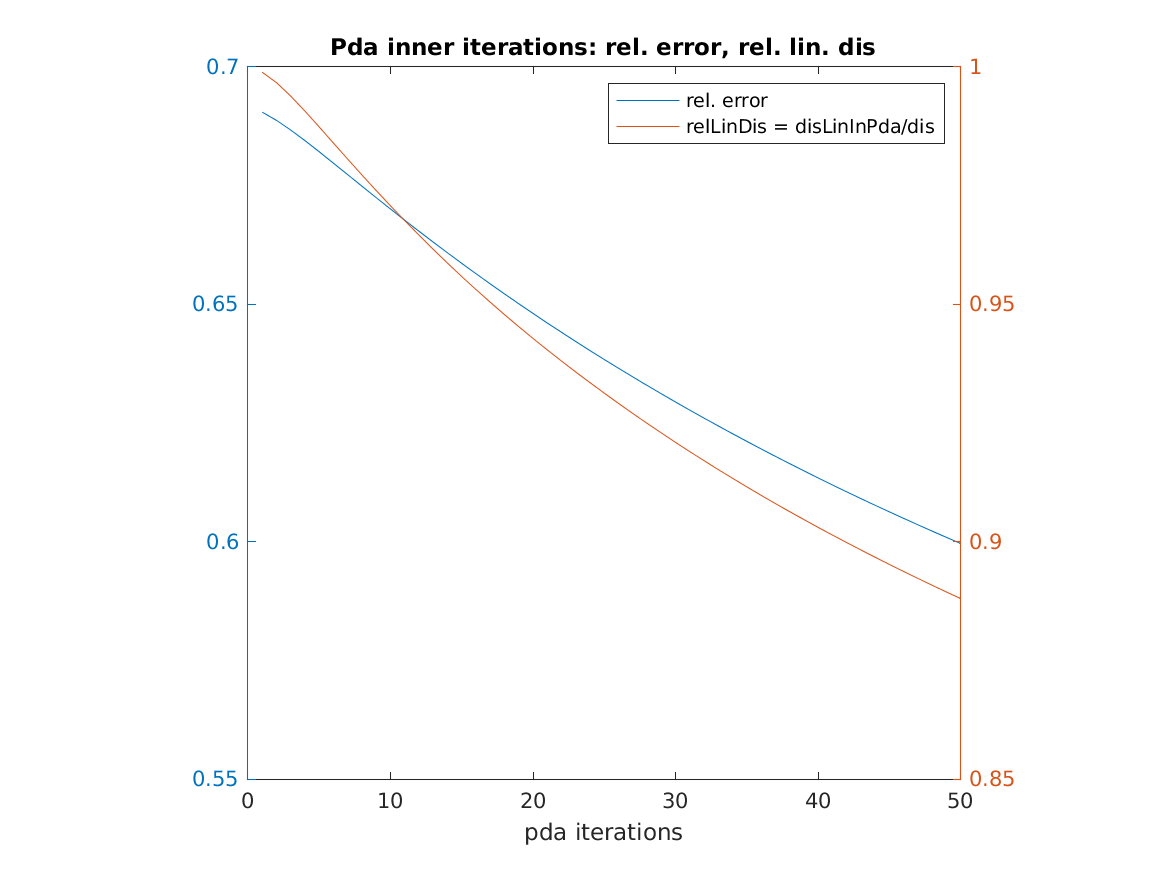 Pda inner iterations: rel. error, rel. lin. dis
0.7
0.65
0.6
0.55
1
0.95
0.9
0.85
rel. error
relLinDis = disLinInPda/dis
0 10 20 30 40 50
pda iterations